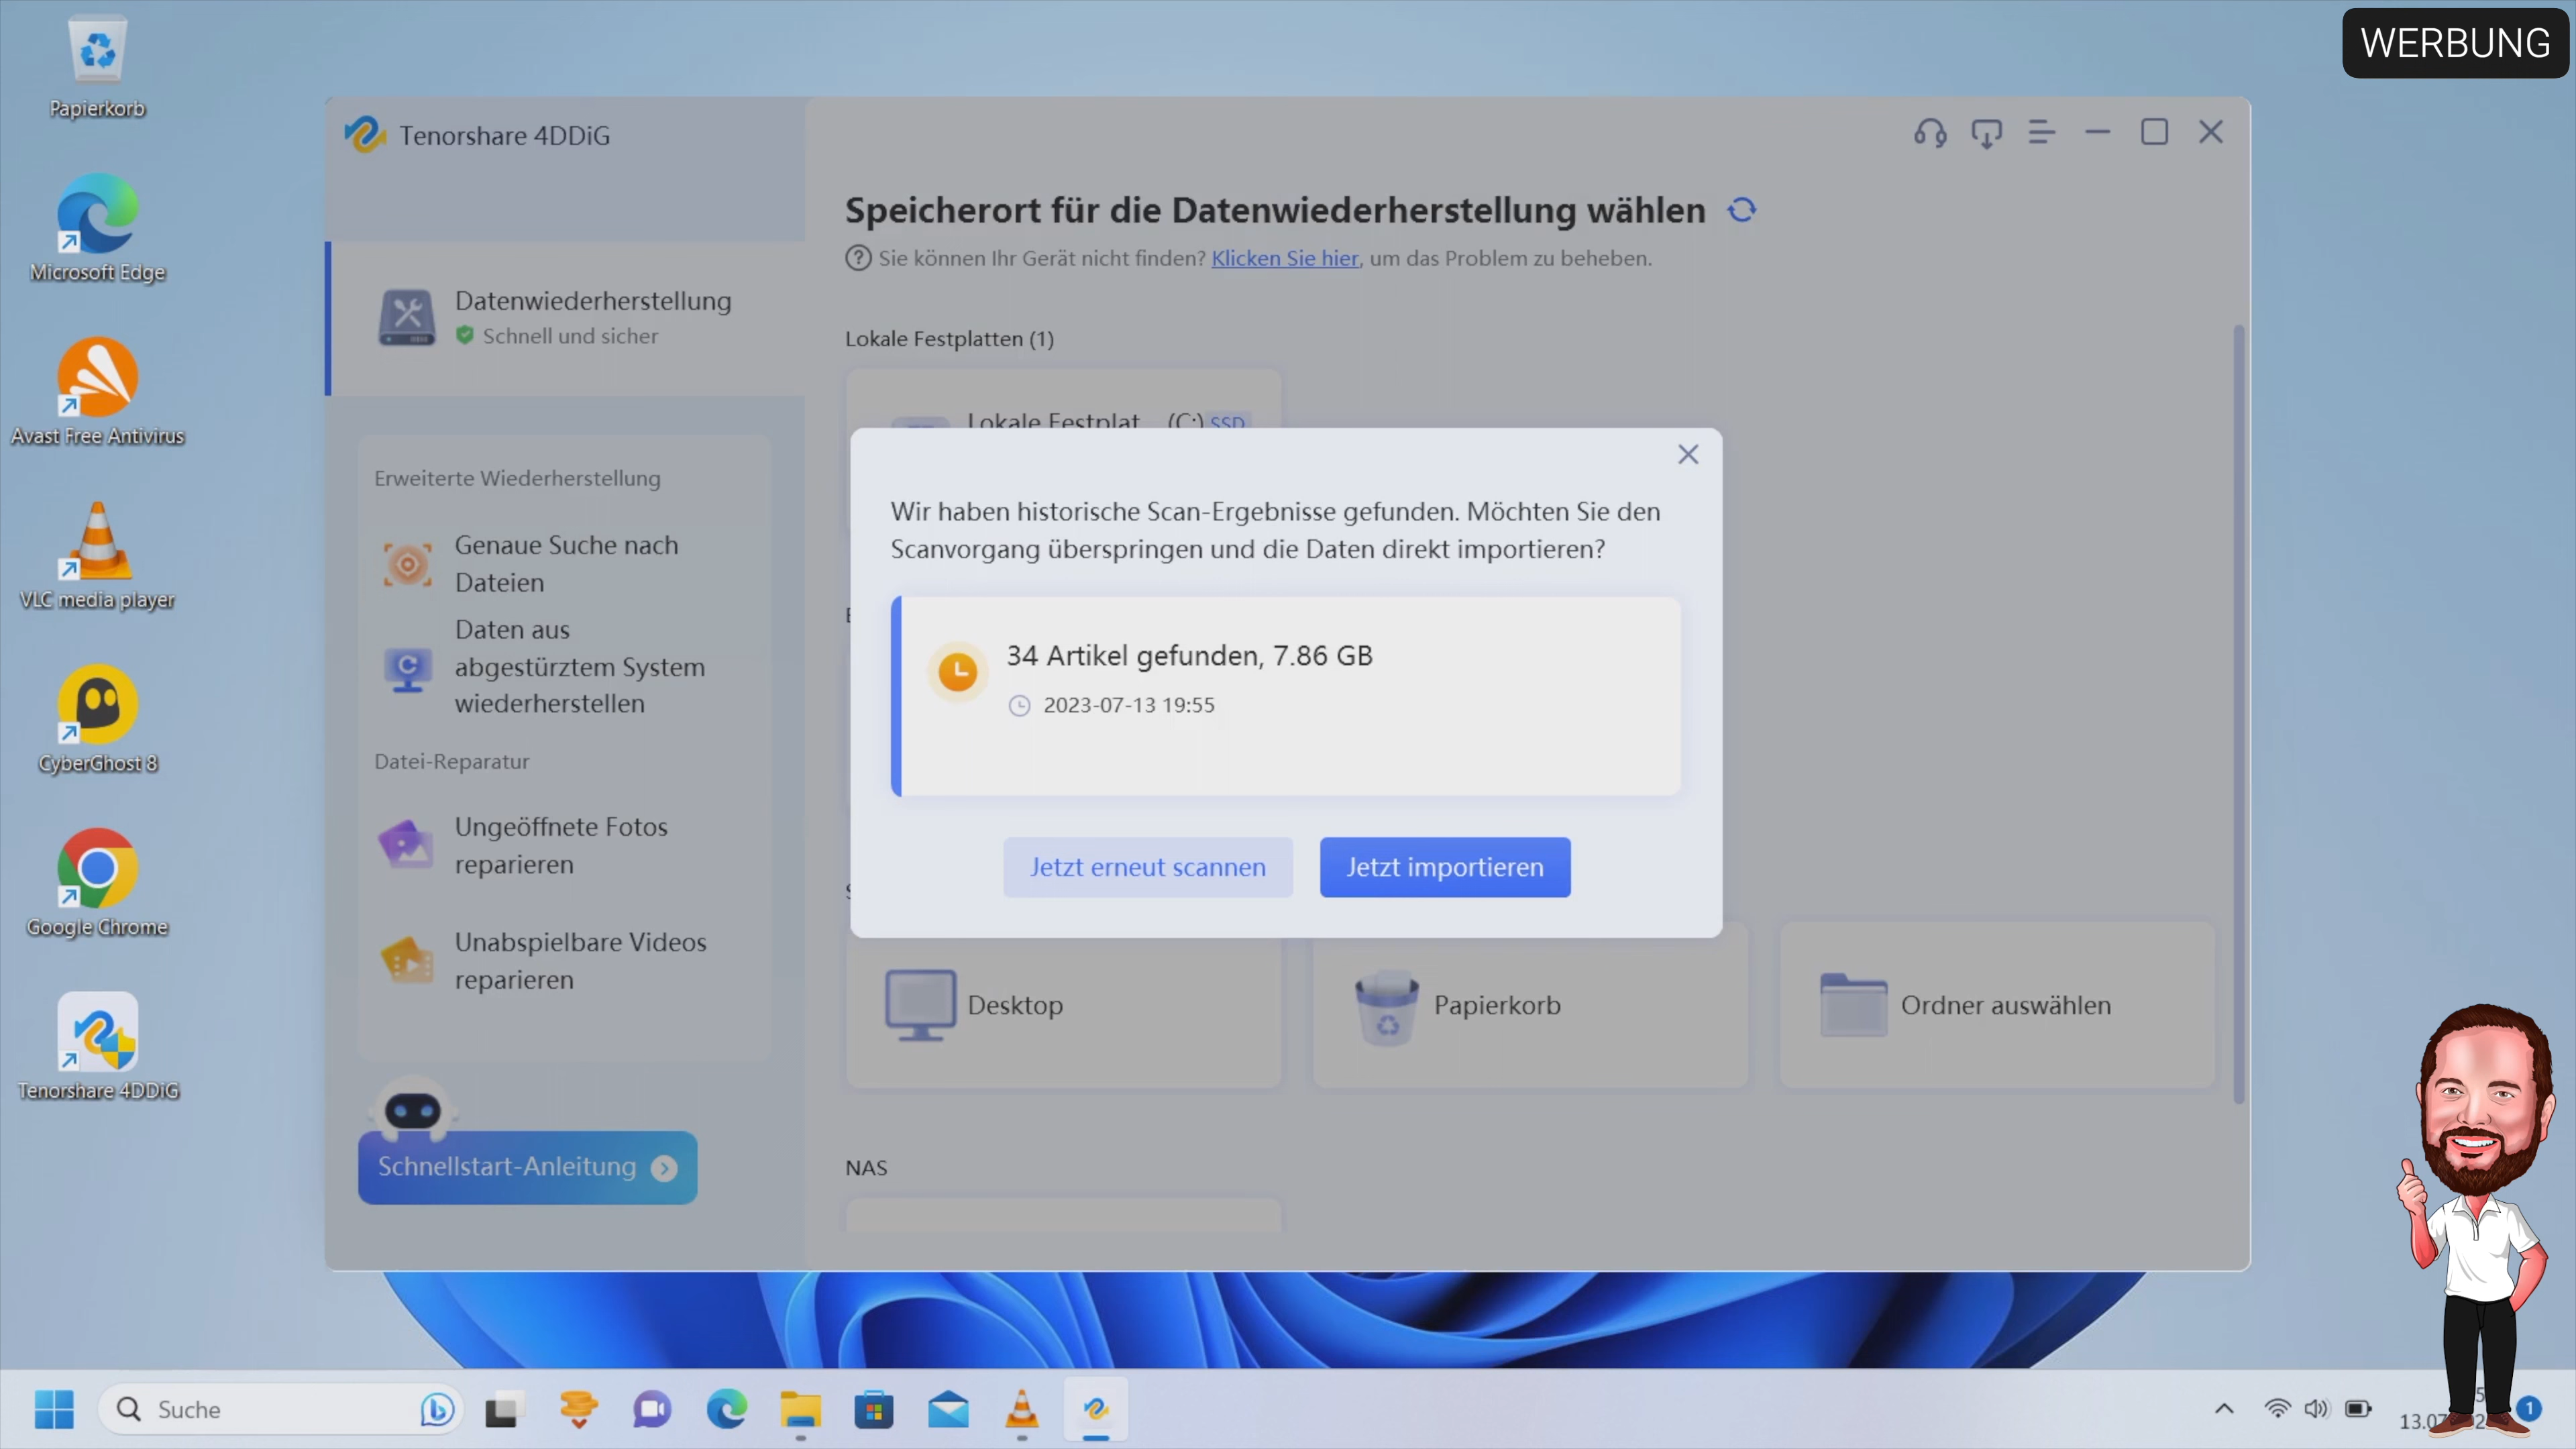 WERBUNG
Papierkorb
Microsoft Edge
Avast Free Antivirus
VLC media player
CyberGhost 8
Google Chrome
Tenorshare 4DDiG
Tenorshare 4DDiG
Datenwiederherstellung
Schnell und sicher
Erweiterte Wiederherstellung
Genaue Suche nach
Dateien
Daten aus
abgestürztem System
wiederherstellen
Datei-Reparatur
Ungeöffnete Fotos
reparieren
Unabspielbare Videos
reparieren
Schnellstart-Anleitung
Speicherort für die Datenwiederherstellung wählen
Sie können Ihr Gerät nicht finden? Klicken Sie hier, um das Problem zu beheben.
Lokale Festplatten (1)
Lokale Festplat... (C:) SSD
Wir haben historische Scan-Ergebnisse gefunden. Möchten Sie den
Scanvorgang überspringen und die Daten direkt importieren?
34 Artikel gefunden, 7.86 GB
2023-07-13 19:55
Jetzt erneut scannen
Jetzt importieren
Desktop
Papierkorb
Ordner auswählen
NAS
Suche
1